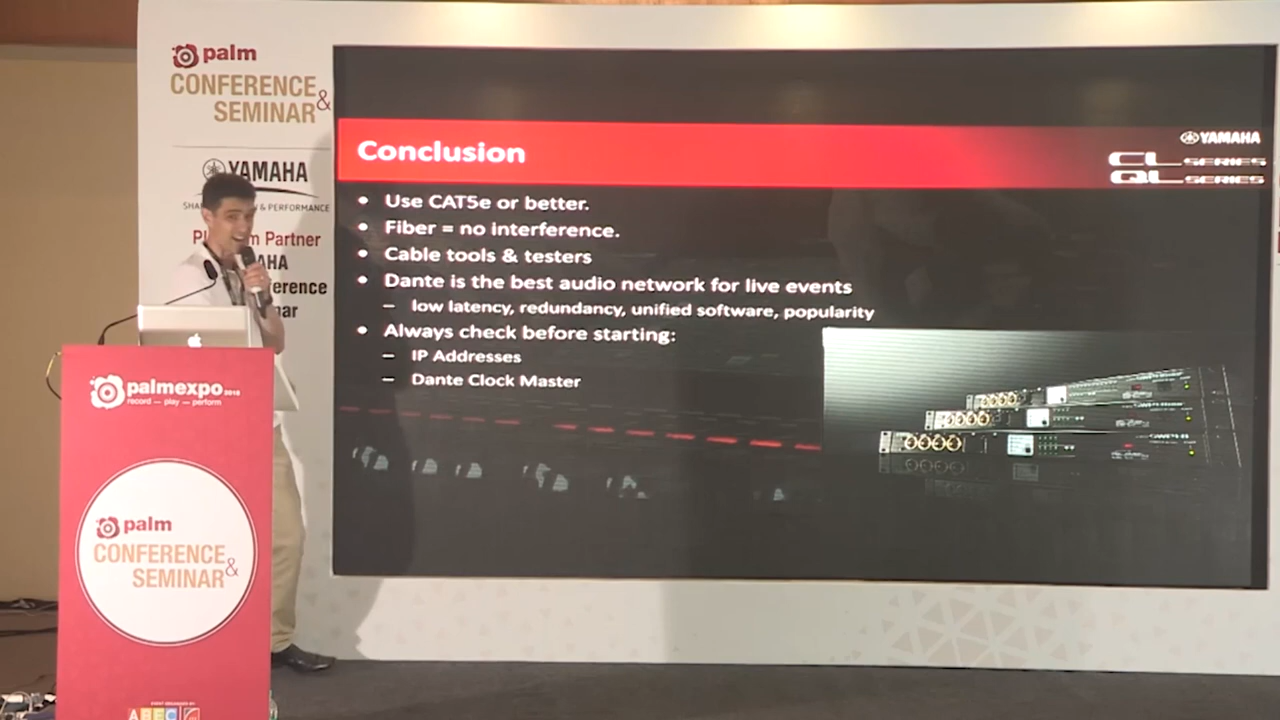 palm
CONFERENCE
&
SEMINAR
YAMAHA
& PERFORMANCE
Partner
Conclusion
YAMAHA
CL SERIES
QL SERIES
• Use CAT5e or better.
• Fiber = no interference.
• Cable tools & testers
• Dante is the best audio network for live events
– low latency, redundancy, unified software, popularity
• Always check before starting:
– IP Addresses
– Dante Clock Master
palmexpo
record — play — perform
palm
CONFERENCE
&
SEMINAR